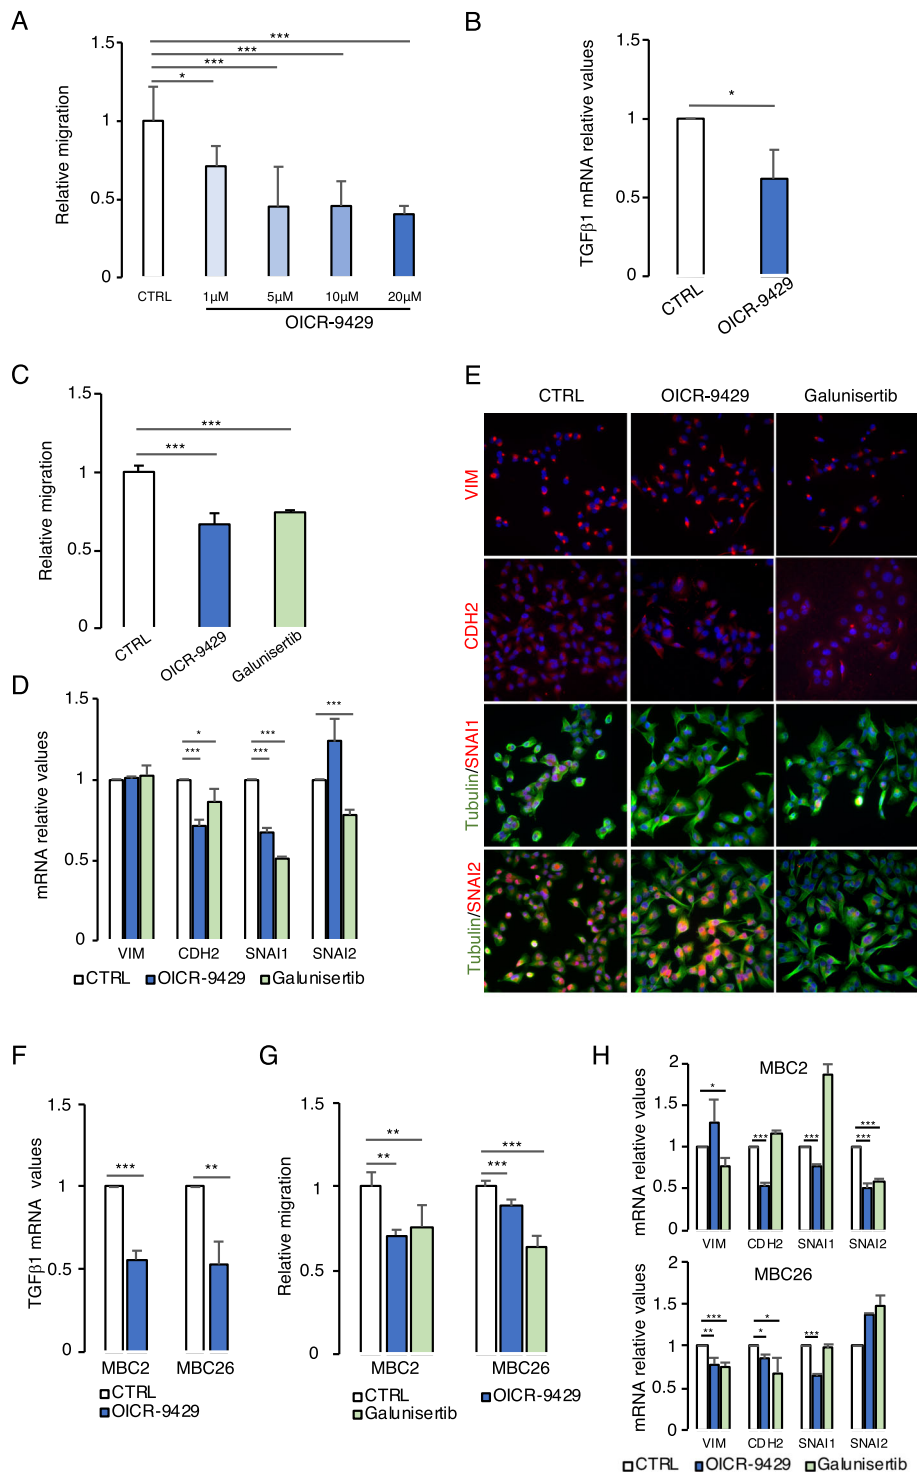 A
1.5
1
0.5
0
Relative migration
***
***
***
*
CTRL 1µM 5µM 10µM 20µM
OICR-9429
B
1.5
1
0.5
0
TGFβ1 mRNA relative values
*
CTRL
OICR-9429
C
1.5
1
0.5
0
Relative migration
***
***
CTRL
OICR-9429
Galunisertib
D
1.5
1
0.5
0
mRNA relative values
***
* ***
*** ***
VIM CDH2 SNAI1 SNAI2
CTRL OICR-9429 Galunisertib
E
CTRL OICR-9429 Galunisertib
VIM
CDH2
Tubulin/SNAI1
Tubulin/SNAI2
F
1.5
1
0.5
0
TGFβ1 mRNA values
*** **
MBC2 MBC26
CTRL
OICR-9429
G
1.5
1
0.5
0
Relative migration
** ***
** ***
MBC2 MBC26
CTRL OICR-9429
Galunisertib
H
MBC2
2
1.5
1
0.5
0
mRNA relative values
* ***
*** *** ***
VIM CDH2 SNAI1 SNAI2
MBC26
2
1.5
1
0.5
0
mRNA relative values
*** *
** * ***
VIM CDH2 SNAI1 SNAI2
CTRL OICR-9429 Galunisertib